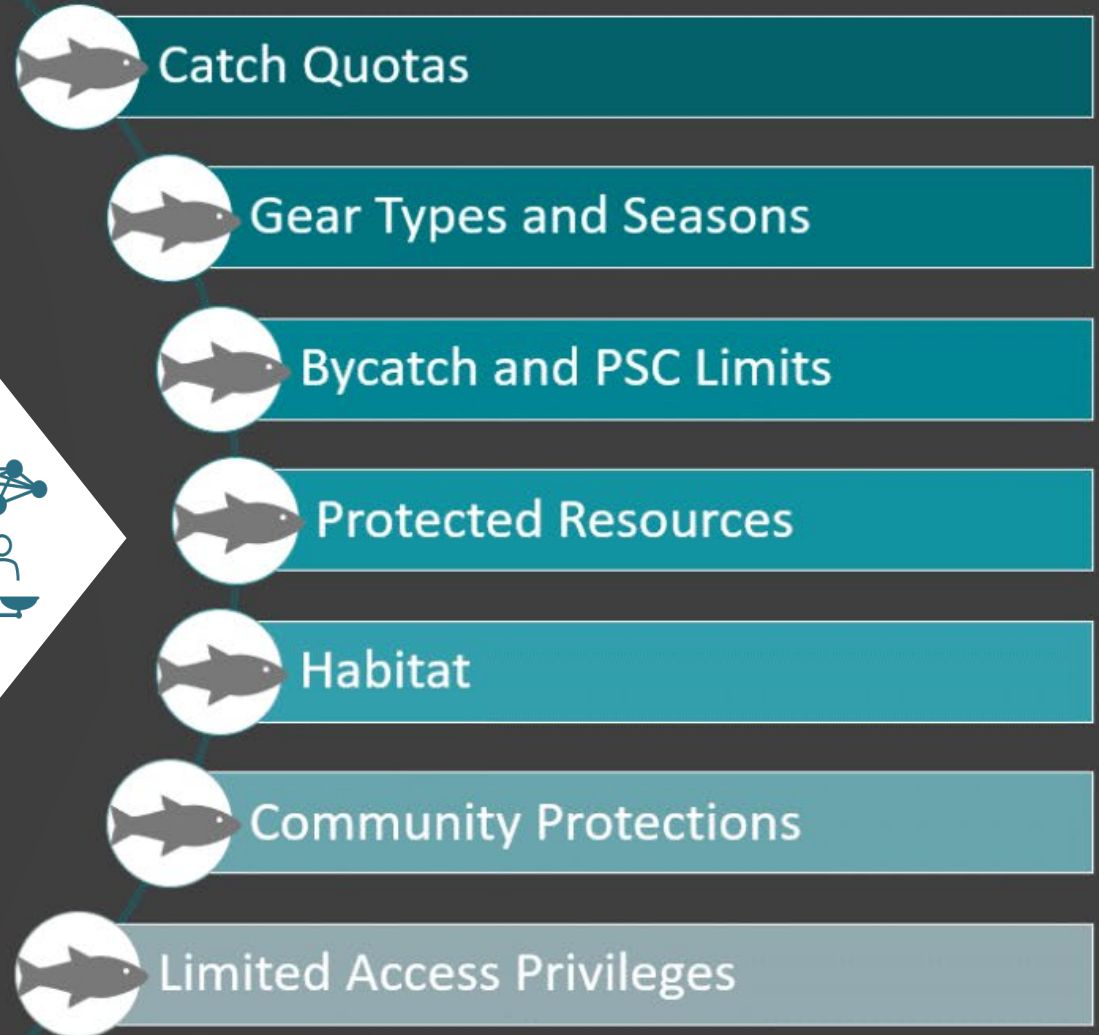 Catch Quotas
Gear Types and Seasons
Bycatch and PSC Limits
Protected Resources
Habitat
Community Protections
Limited Access Privileges